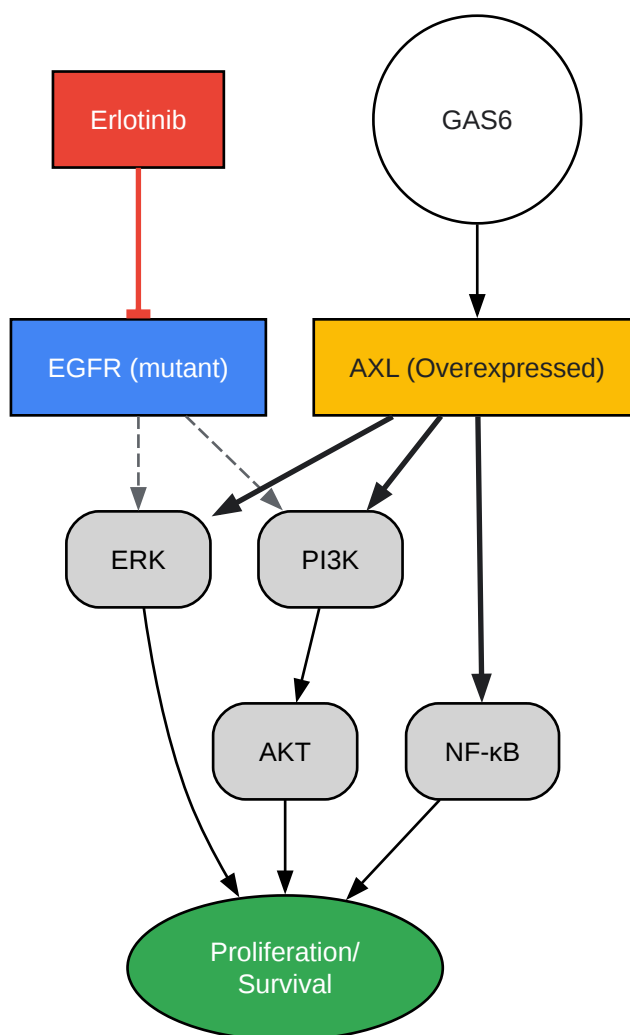 Erlotinib
GAS6
EGFR (mutant)
AXL (Overexpressed)
ERK
PI3K
AKT
NF-κB
Proliferation/
Survival